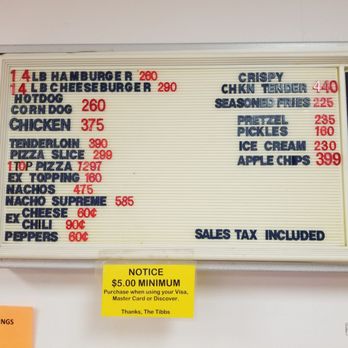 1 4 LB HAMBURGER 260
1 4 LB CHEESEBURGER 290
HOTDOG
CORN DOG 260
CHICKEN 375
TENDERLOIN 390
PIZZA SLICE 299
1 TOP PIZZA 1297
EX TOPPING 160
NACHOS 475
NACHO SUPREME 585
EX CHEESE 60¢
CHILI 90¢
PEPPERS 60¢
CRISPY
CHKN TENDER 440
SEASONED FRIES 225
PRETZEL 235
PICKLES 160
ICE CREAM 230
APPLE CHIPS 399
SALES TAX INCLUDED
NOTICE
$5.00 MINIMUM
Purchase when using your Visa,
Master Card or Discover.
Thanks, The Tibbs
NGS